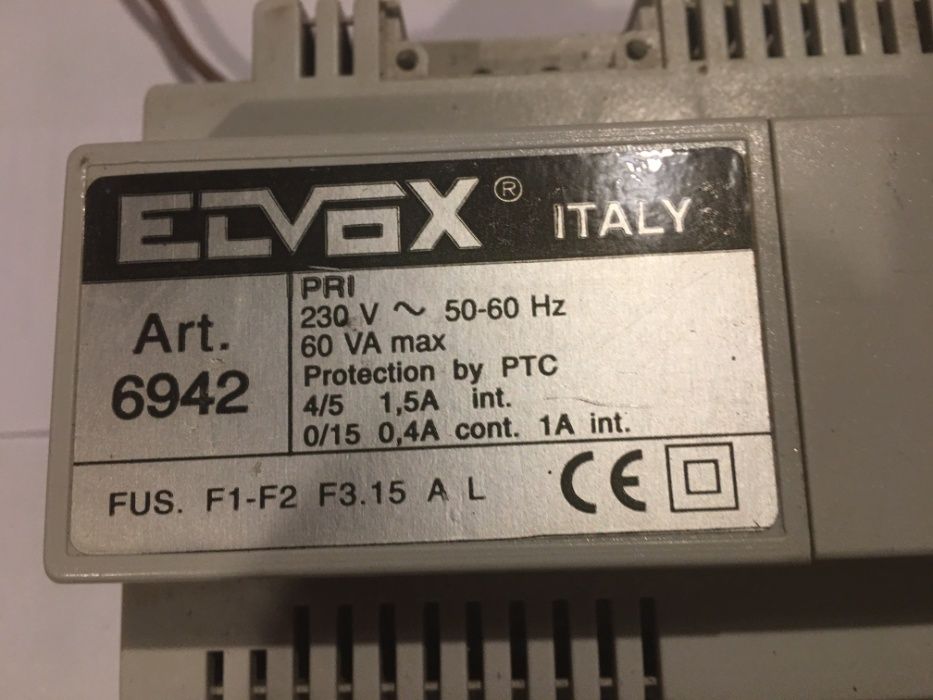 ELVOX ® ITALY
Art.
6942
PRI
230 V ~ 50-60 Hz
60 VA max
Protection by PTC
4/5 1,5A int.
0/15 0,4A cont. 1A int.
FUS. F1-F2 F3.15 A L CE